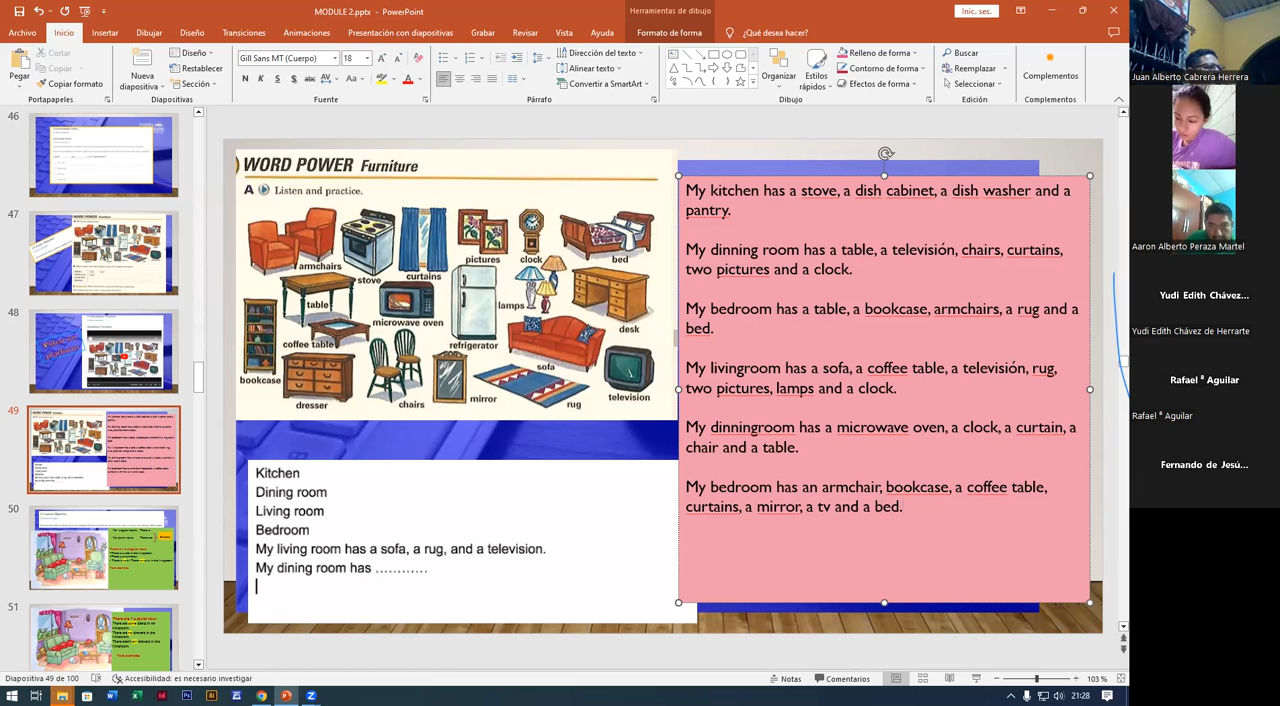 MODULE 2.pptx - PowerPoint
Herramientas de dibujo
Inic. ses.
Archivo Inicio Insertar Dibujar Diseño Transiciones Animaciones Presentación con diapositivas Grabar Revisar Vista Ayuda Formato de forma ¿Qué desea hacer?
Pegar
Cortar
Copiar
Copiar formato
Portapapeles
Nueva diapositiva
Diseño
Restablecer
Sección
Diapositivas
Gill Sans MT (Cuerpo) 18
N K S S abc AV Aa
Fuente
Dirección del texto
Alinear texto
Convertir a SmartArt
Párrafo
Organizar
Estilos rápidos
Relleno de forma
Contorno de forma
Efectos de forma
Dibujo
Buscar
Reemplazar
Seleccionar
Edición
Complementos
Complementos
46
47
48
49
50
51
WORD POWER Furniture
A Listen and practice.
armchairs
stove
curtains
pictures
clock
bed
table
microwave oven
refrigerator
lamps
desk
bookcase
coffee table
dresser
chairs
mirror
sofa
rug
television
Kitchen
Dining room
Living room
Bedroom
My living room has a sofa, a rug, and a television.
My dining room has ............
My kitchen has a stove, a dish cabinet, a dish washer and a
pantry.
My dinning room has a table, a televisión, chairs, curtains,
two pictures and a clock.
My bedroom has a table, a bookcase, armchairs, a rug and a
bed.
My livingroom has a sofa, a coffee table, a televisión, rug,
two pictures, lamps and a clock.
My dinningroom has microwave oven, a clock, a curtain, a
chair and a table.
My bedroom has anarmchair, bookcase, a coffee table,
curtains, a mirror, a tv and a bed.
Juan Alberto Cabrera Herrera
Aaron Alberto Peraza Martel
Yudi Edith Chávez...
Yudi Edith Chávez de Herrarte
Rafael ⁸ Aguilar
Rafael ⁸ Aguilar
Fernando de Jesú...
Diapositiva 49 de 100
Accesibilidad: es necesario investigar
Notas
Comentarios
103 %
21:28